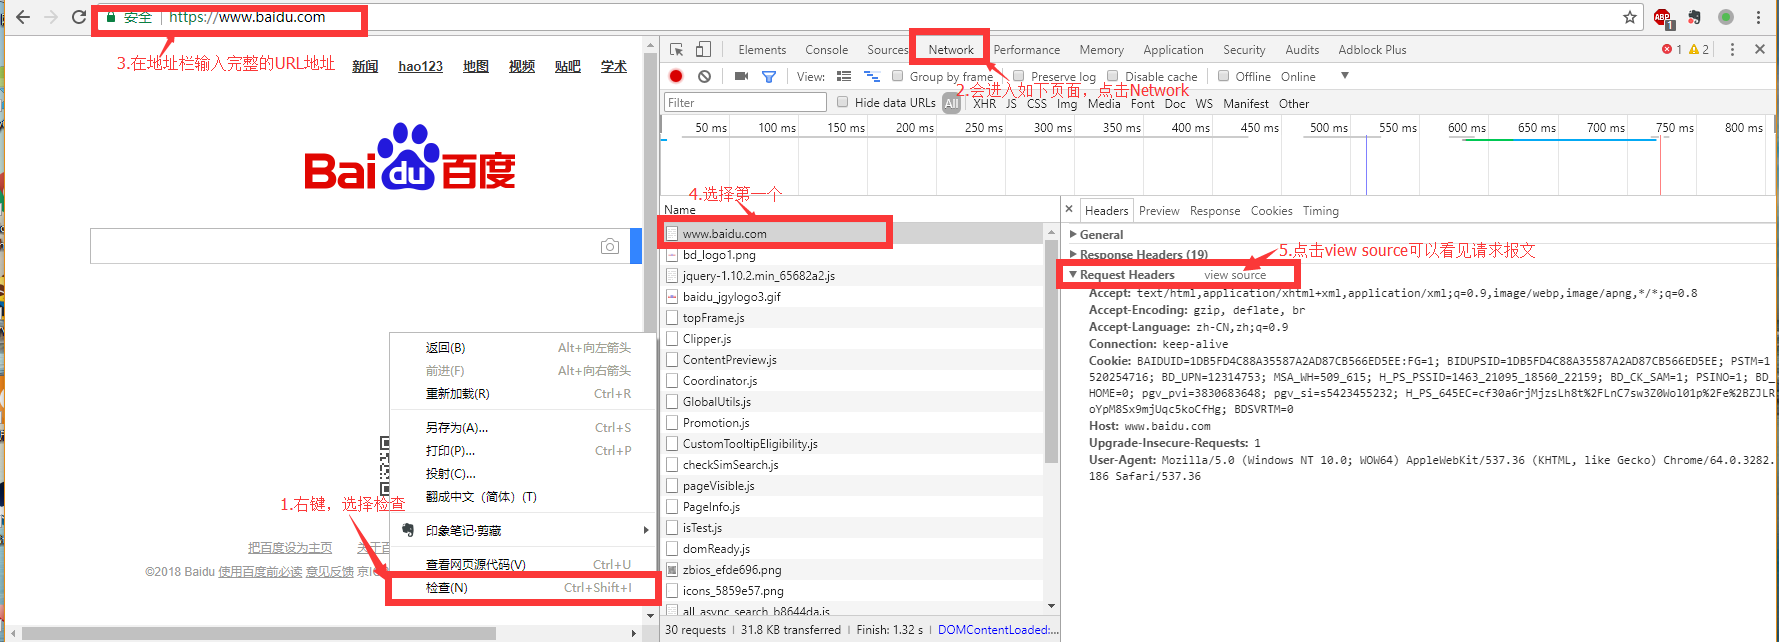 安全 | https://www.baidu.com
ABP 1
3.在地址栏输入完整的URL地址
新闻 hao123 地图 视频 贴吧 学术
Bai du 百度
返回(B) Alt+向左箭头
前进(F) Alt+向右箭头
重新加载(R) Ctrl+R
另存为(A)... Ctrl+S
打印(P)... Ctrl+P
投射(C)...
翻成中文（简体）(T)
1.右键，选择检查
印象笔记·剪藏
查看网页源代码(V) Ctrl+U
检查(N) Ctrl+Shift+I
把百度设为主页 关于百
©2018 Baidu 使用百度前必读 意见反馈 京IC
Elements Console Sources Network Performance Memory Application Security Audits Adblock Plus 1 2
View: Group by frame Preserve log Disable cache Offline Online
2.会进入如下页面，点击Network
Filter Hide data URLs All XHR JS CSS Img Media Font Doc WS Manifest Other
50 ms 100 ms 150 ms 200 ms 250 ms 300 ms 350 ms 400 ms 450 ms 500 ms 550 ms 600 ms 650 ms 700 ms 750 ms 800 ms
4.选择第一个
Name
www.baidu.com
bd_logo1.png
jquery-1.10.2.min_65682a2.js
baidu_jgylogo3.gif
topFrame.js
Clipper.js
ContentPreview.js
Coordinator.js
GlobalUtils.js
Promotion.js
CustomTooltipEligibility.js
checkSimSearch.js
pageVisible.js
PageInfo.js
isTest.js
domReady.js
zbios_efde696.png
icons_5859e57.png
all_async_search_b8644da.js
30 requests | 31.8 KB transferred | Finish: 1.32 s | DOMContentLoaded:...
Headers Preview Response Cookies Timing
General
Response Headers (19)
5.点击view source可以看见请求报文
Request Headers view source
Accept: text/html,application/xhtml+xml,application/xml;q=0.9,image/webp,image/apng,*/*;q=0.8
Accept-Encoding: gzip, deflate, br
Accept-Language: zh-CN,zh;q=0.9
Connection: keep-alive
Cookie: BAIDUID=1DB5FD4C88A35587A2AD87CB566ED5EE:FG=1; BIDUPSID=1DB5FD4C88A35587A2AD87CB566ED5EE; PSTM=1
520254716; BD_UPN=12314753; MSA_WH=509_615; H_PS_PSSID=1463_21095_18560_22159; BD_CK_SAM=1; PSINO=1; BD_
HOME=0; pgv_pvi=3830683648; pgv_si=s5423455232; H_PS_645EC=cf30a6rjMjzsLh8t%2FLnC7sw3Z0Wo101p%2Fe%2BZJLR
oYpM8Sx9mjUqc5koCfHg; BDSVRTM=0
Host: www.baidu.com
Upgrade-Insecure-Requests: 1
User-Agent: Mozilla/5.0 (Windows NT 10.0; WOW64) AppleWebKit/537.36 (KHTML, like Gecko) Chrome/64.0.3282.
186 Safari/537.36